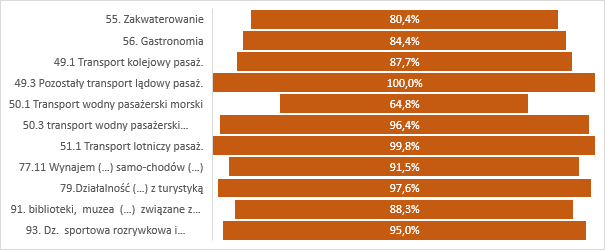 55. Zakwaterowanie 80,4%
56. Gastronomia 84,4%
49.1 Transport kolejowy pasaż. 87,7%
49.3 Pozostały transport lądowy pasaż. 100,0%
50.1 Transport wodny pasażerski morski 64,8%
50.3 transport wodny pasażerski... 96,4%
51.1 Transport lotniczy pasaż. 99,8%
77.11 Wynajem (...) samo-chodów (...) 91,5%
79.Działalność (...) z turystyką 97,6%
91. biblioteki, muzea (...) związane z... 88,3%
93. Dz. sportowa rozrywkowa i... 95,0%